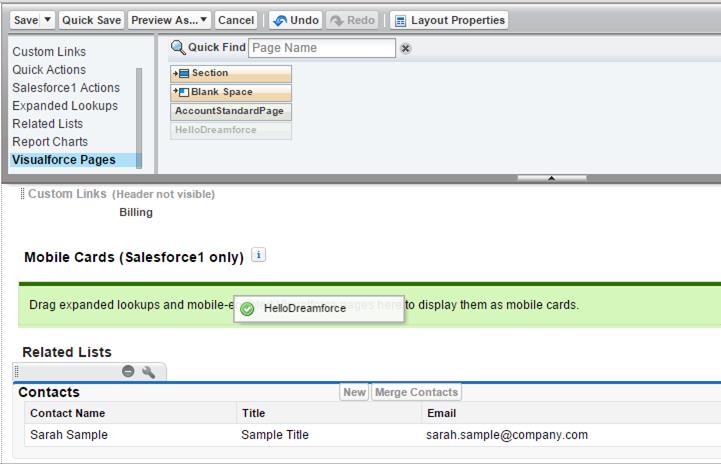 Save Quick Save Preview As... Cancel Undo Redo Layout Properties
Custom Links
Quick Actions
Salesforce1 Actions
Expanded Lookups
Related Lists
Report Charts
Visualforce Pages
Quick Find Page Name
Section
Blank Space
AccountStandardPage
HelloDreamforce
Custom Links (Header not visible)
Billing
Mobile Cards (Salesforce1 only) i
Drag expanded lookups and mobile-e HelloDreamforce to display them as mobile cards.
Related Lists
Contacts New Merge Contacts
Contact Name Title Email
Sarah Sample Sample Title sarah.sample@company.com